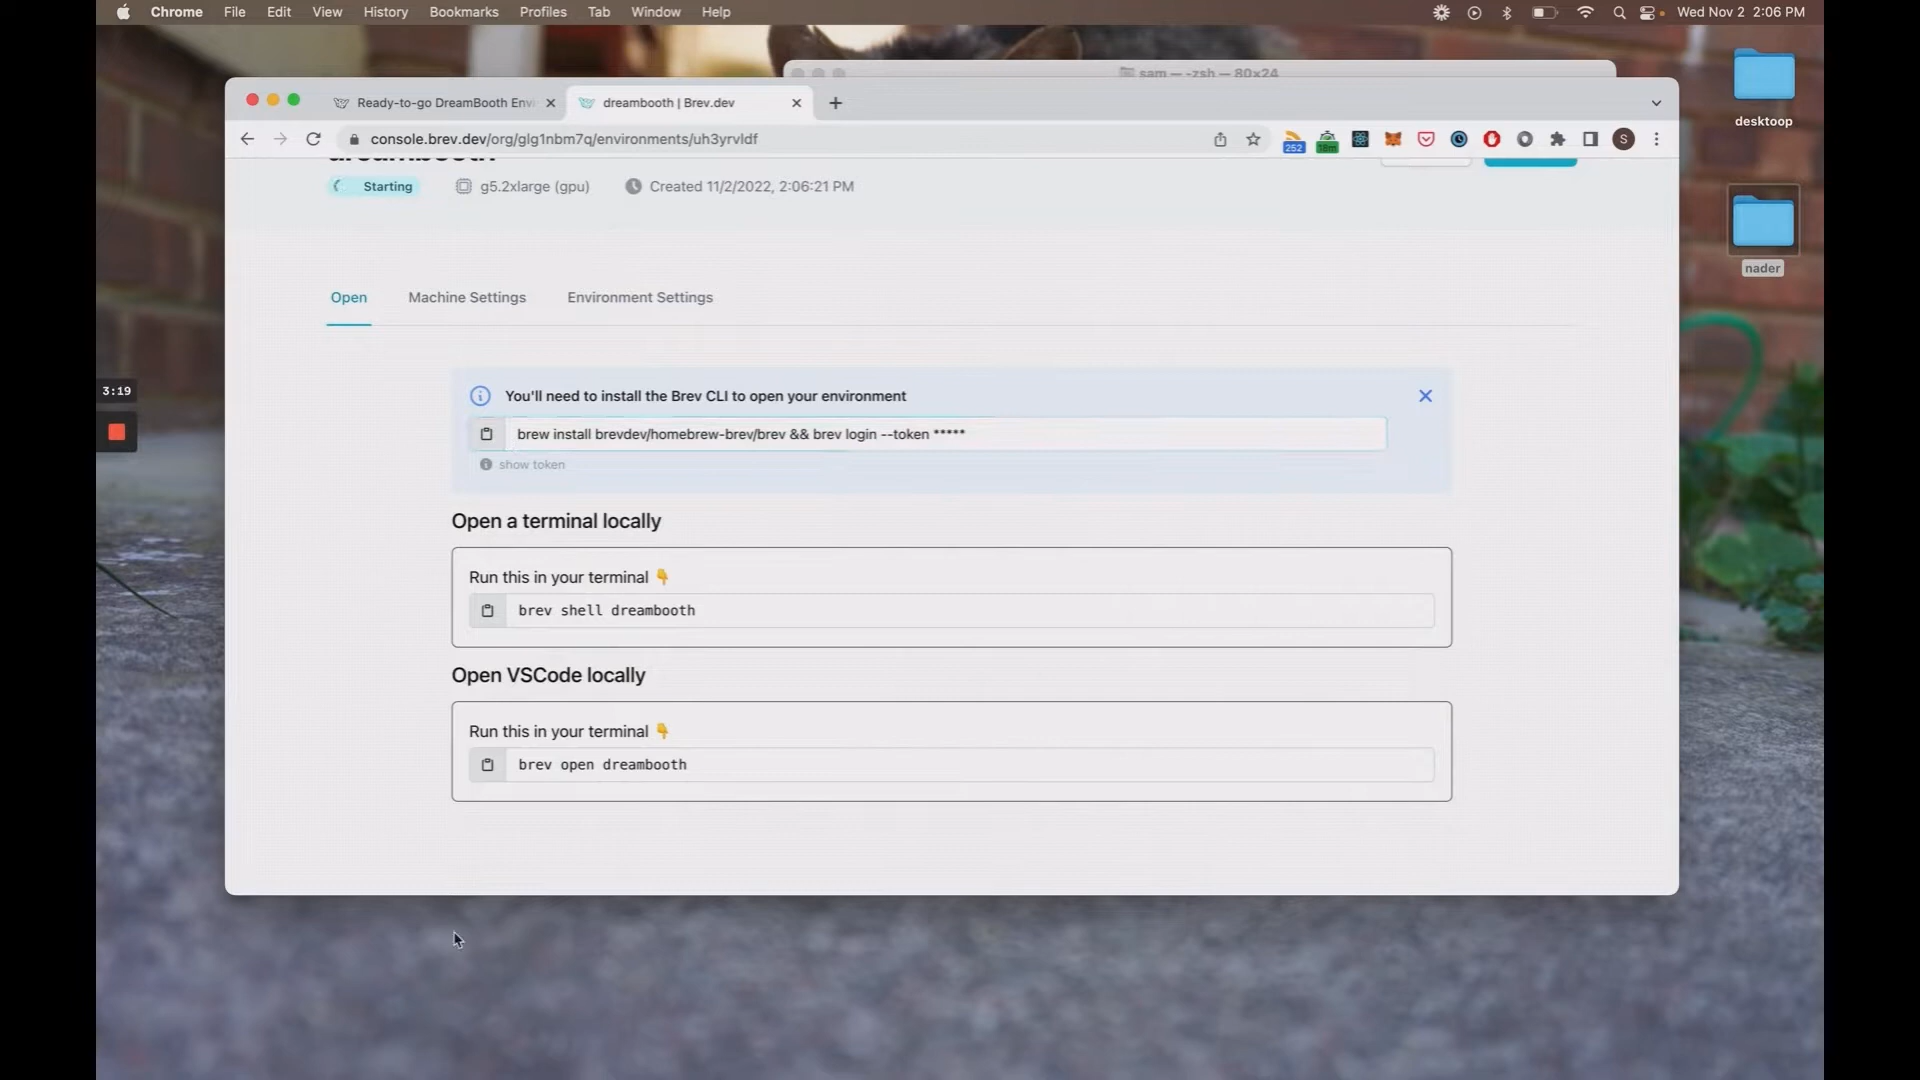 Chrome File Edit View History Bookmarks Profiles Tab Window Help Wed Nov 2 2:06 PM
sam — -zsh — 80×24
Ready-to-go DreamBooth Envi
dreambooth | Brev.dev
desktoop
console.brev.dev/org/glg1nbm7q/environments/uh3yrvldf
252
18m
S
dreambooth
Starting
g5.2xlarge (gpu)
Created 11/2/2022, 2:06:21 PM
nader
Open Machine Settings Environment Settings
3:19
You'll need to install the Brev CLI to open your environment
brew install brevdev/homebrew-brev/brev && brev login --token *****
show token
Open a terminal locally
Run this in your terminal 👇
brev shell dreambooth
Open VSCode locally
Run this in your terminal 👇
brev open dreambooth